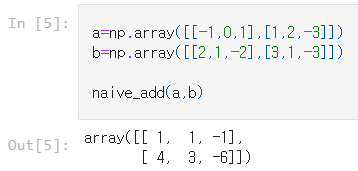 In [5]:
a=np.array([[-1,0,1],[1,2,-3]])
b=np.array([[2,1,-2],[3,1,-3]])
naive_add(a,b)
Out[5]: array([[ 1,  1, -1],
       [ 4,  3, -6]])